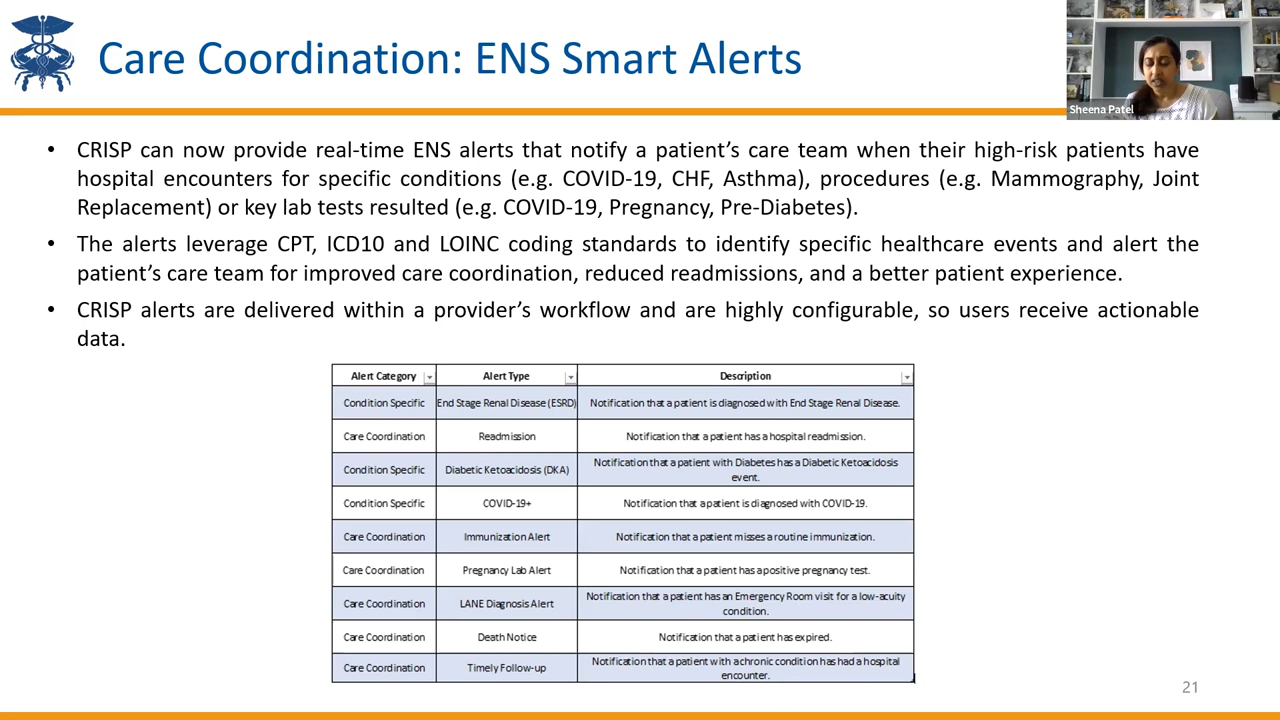 Care Coordination: ENS Smart Alerts
Sheena Patel
• CRISP can now provide real-time ENS alerts that notify a patient’s care team when their high-risk patients have
hospital encounters for specific conditions (e.g. COVID-19, CHF, Asthma), procedures (e.g. Mammography, Joint
Replacement) or key lab tests resulted (e.g. COVID-19, Pregnancy, Pre-Diabetes).
• The alerts leverage CPT, ICD10 and LOINC coding standards to identify specific healthcare events and alert the
patient’s care team for improved care coordination, reduced readmissions, and a better patient experience.
• CRISP alerts are delivered within a provider’s workflow and are highly configurable, so users receive actionable
data.
Alert Category Alert Type Description
Condition Specific End Stage Renal Disease (ESRD) Notification that a patient is diagnosed with End Stage Renal Disease.
Care Coordination Readmission Notification that a patient has a hospital readmission.
Condition Specific Diabetic Ketoacidosis (DKA) Notification that a patient with Diabetes has a Diabetic Ketoacidosis
event.
Condition Specific COVID-19+ Notification that a patient is diagnosed with COVID-19.
Care Coordination Immunization Alert Notification that a patient misses a routine immunization.
Care Coordination Pregnancy Lab Alert Notification that a patient has a positive pregnancy test.
Care Coordination LANE Diagnosis Alert Notification that a patient has an Emergency Room visit for a low-acuity
condition.
Care Coordination Death Notice Notification that a patient has expired.
Care Coordination Timely Follow-up Notification that a patient with a chronic condition has had a hospital
encounter.
21